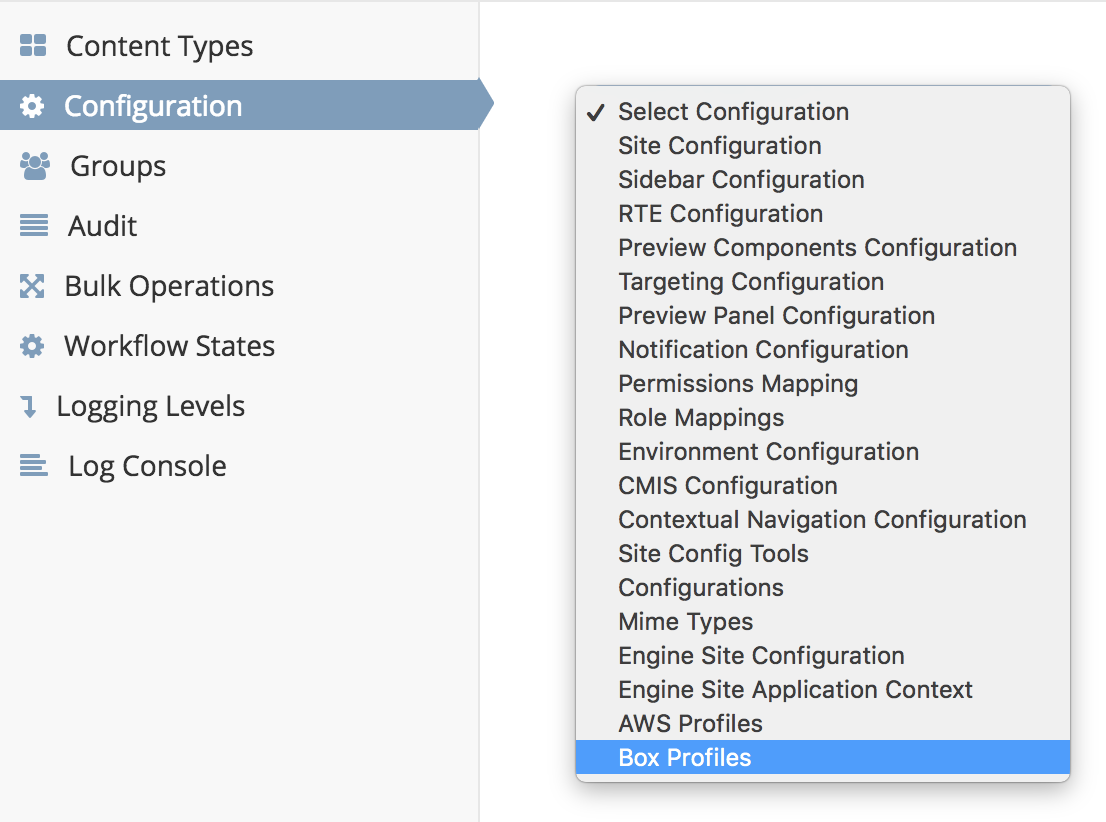 Content Types
Configuration
Groups
Audit
Bulk Operations
Workflow States
Logging Levels
Log Console
Select Configuration
Site Configuration
Sidebar Configuration
RTE Configuration
Preview Components Configuration
Targeting Configuration
Preview Panel Configuration
Notification Configuration
Permissions Mapping
Role Mappings
Environment Configuration
CMIS Configuration
Contextual Navigation Configuration
Site Config Tools
Configurations
Mime Types
Engine Site Configuration
Engine Site Application Context
AWS Profiles
Box Profiles